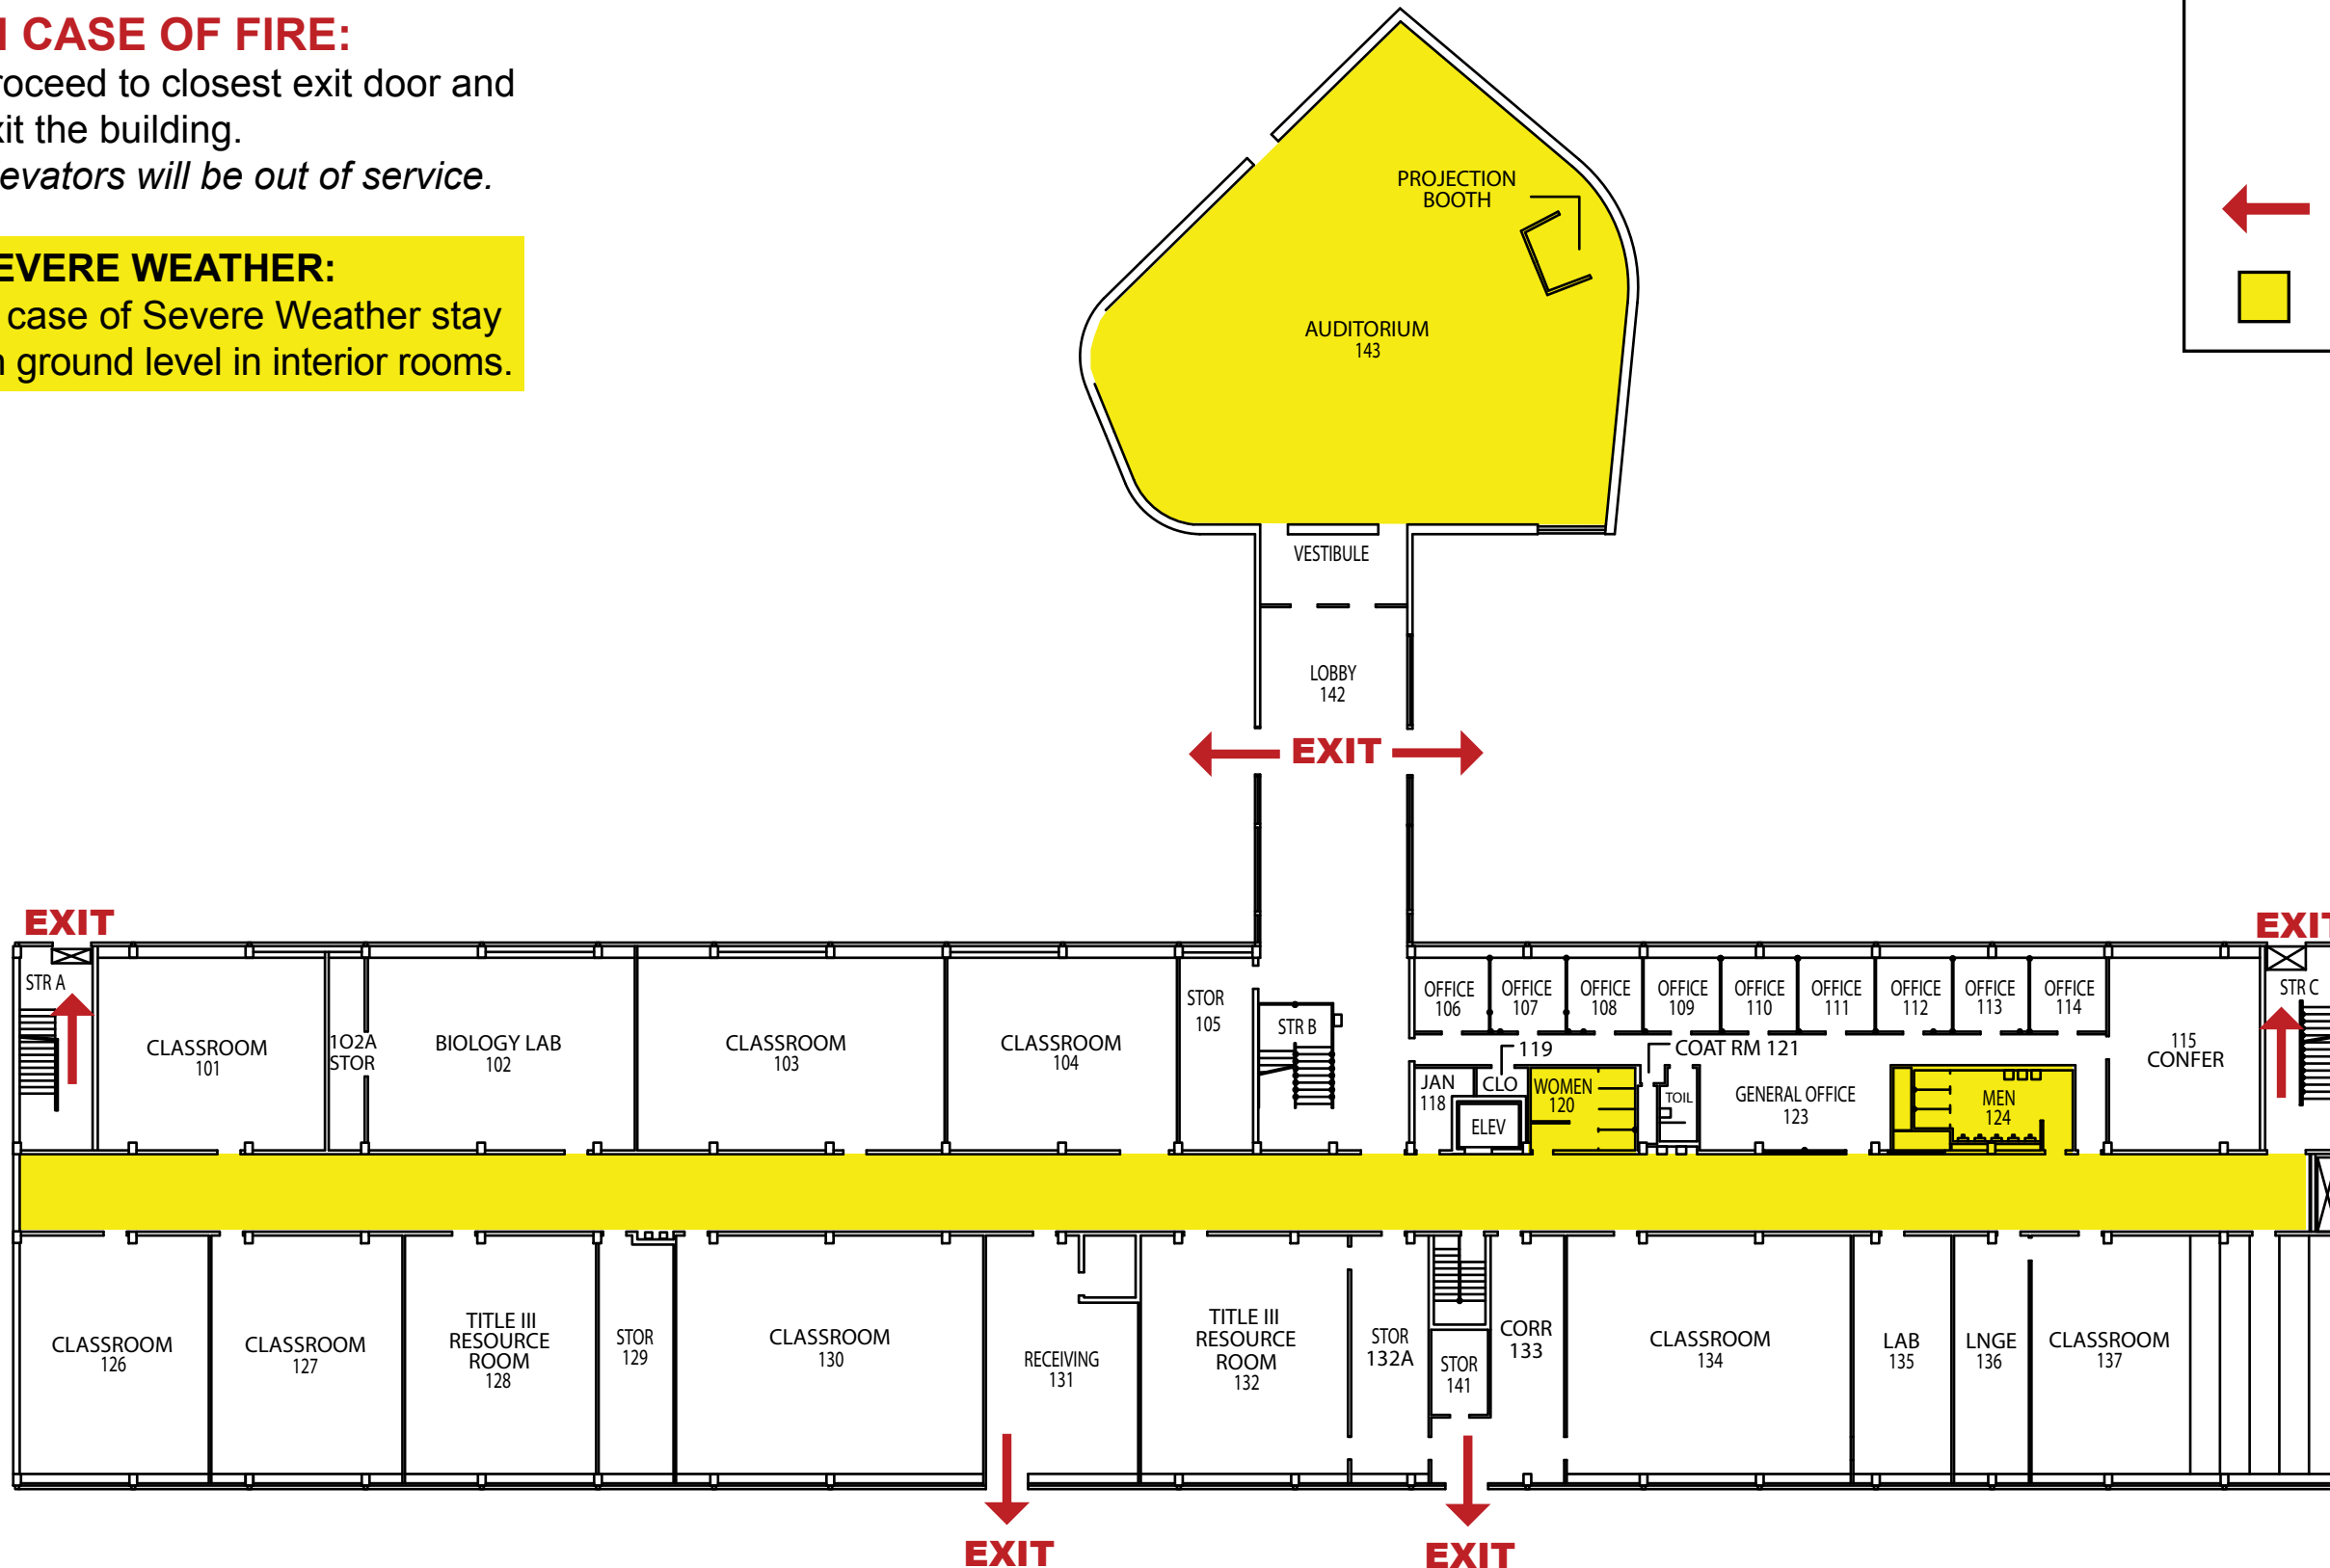 N CASE OF FIRE:
roceed to closest exit door and
xit the building.
evators will be out of service.
EVERE WEATHER:
case of Severe Weather stay
n ground level in interior rooms.
PROJECTION
BOOTH
AUDITORIUM
143
VESTIBULE
LOBBY
142
EXIT
EXIT
EXIT
STR A
CLASSROOM
101
1O2A
STOR
BIOLOGY LAB
102
CLASSROOM
103
CLASSROOM
104
STOR
105
STR B
OFFICE
106
OFFICE
107
OFFICE
108
OFFICE
109
OFFICE
110
OFFICE
111
OFFICE
112
OFFICE
113
OFFICE
114
115
CONFER
STR C
119
COAT RM 121
JAN
118
CLO
ELEV
WOMEN
120
TOIL
GENERAL OFFICE
123
MEN
124
CLASSROOM
126
CLASSROOM
127
TITLE III
RESOURCE
ROOM
128
STOR
129
CLASSROOM
130
RECEIVING
131
TITLE III
RESOURCE
ROOM
132
STOR
132A
STOR
141
CORR
133
CLASSROOM
134
LAB
135
LNGE
136
CLASSROOM
137
EXIT
EXIT